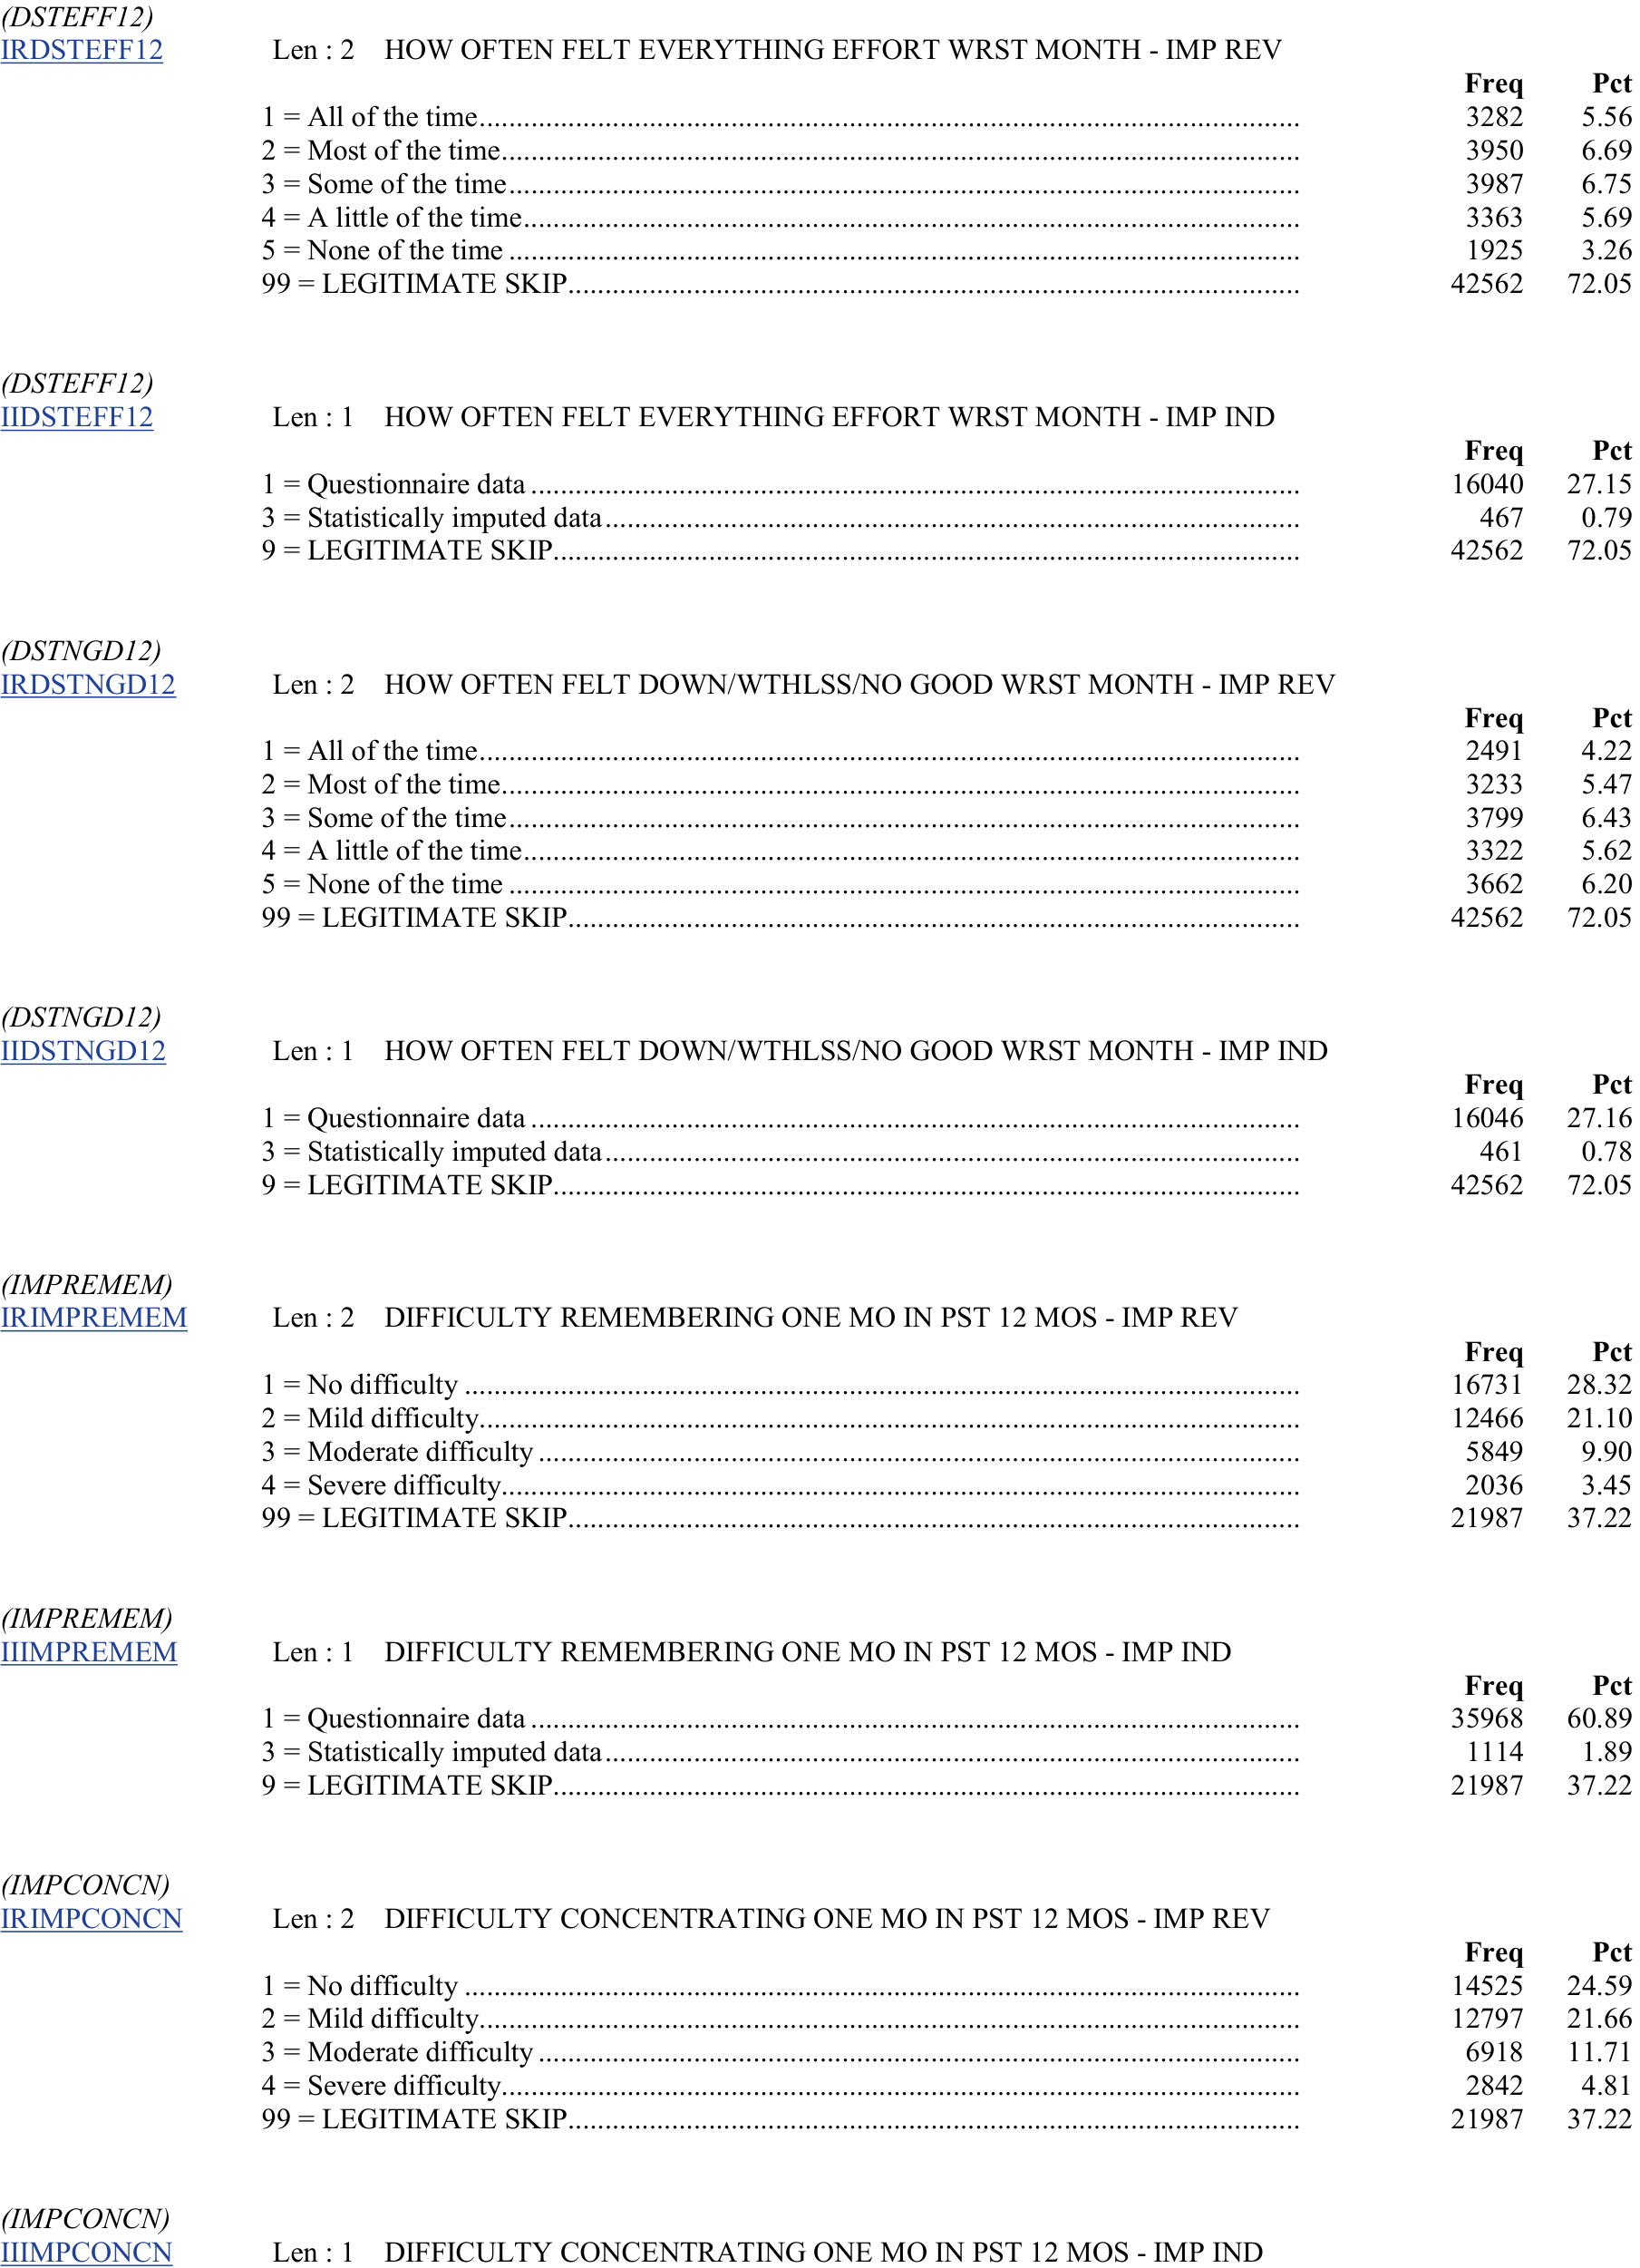 (DSTEFF12)
IRDSTEFF12 Len : 2 HOW OFTEN FELT EVERYTHING EFFORT WRST MONTH - IMP REV
Freq Pct
1 = All of the time 3282 5.56
2 = Most of the time 3950 6.69
3 = Some of the time 3987 6.75
4 = A little of the time 3363 5.69
5 = None of the time 1925 3.26
99 = LEGITIMATE SKIP 42562 72.05
(DSTEFF12)
IIDSTEFF12 Len : 1 HOW OFTEN FELT EVERYTHING EFFORT WRST MONTH - IMP IND
Freq Pct
1 = Questionnaire data 16040 27.15
3 = Statistically imputed data 467 0.79
9 = LEGITIMATE SKIP 42562 72.05
(DSTNGD12)
IRDSTNGD12 Len : 2 HOW OFTEN FELT DOWN/WTHLSS/NO GOOD WRST MONTH - IMP REV
Freq Pct
1 = All of the time 2491 4.22
2 = Most of the time 3233 5.47
3 = Some of the time 3799 6.43
4 = A little of the time 3322 5.62
5 = None of the time 3662 6.20
99 = LEGITIMATE SKIP 42562 72.05
(DSTNGD12)
IIDSTNGD12 Len : 1 HOW OFTEN FELT DOWN/WTHLSS/NO GOOD WRST MONTH - IMP IND
Freq Pct
1 = Questionnaire data 16046 27.16
3 = Statistically imputed data 461 0.78
9 = LEGITIMATE SKIP 42562 72.05
(IMPREMEM)
IRIMPREMEM Len : 2 DIFFICULTY REMEMBERING ONE MO IN PST 12 MOS - IMP REV
Freq Pct
1 = No difficulty 16731 28.32
2 = Mild difficulty 12466 21.10
3 = Moderate difficulty 5849 9.90
4 = Severe difficulty 2036 3.45
99 = LEGITIMATE SKIP 21987 37.22
(IMPREMEM)
IIIMPREMEM Len : 1 DIFFICULTY REMEMBERING ONE MO IN PST 12 MOS - IMP IND
Freq Pct
1 = Questionnaire data 35968 60.89
3 = Statistically imputed data 1114 1.89
9 = LEGITIMATE SKIP 21987 37.22
(IMPCONCN)
IRIMPCONCN Len : 2 DIFFICULTY CONCENTRATING ONE MO IN PST 12 MOS - IMP REV
Freq Pct
1 = No difficulty 14525 24.59
2 = Mild difficulty 12797 21.66
3 = Moderate difficulty 6918 11.71
4 = Severe difficulty 2842 4.81
99 = LEGITIMATE SKIP 21987 37.22
(IMPCONCN)
IIIMPCONCN Len : 1 DIFFICULTY CONCENTRATING ONE MO IN PST 12 MOS - IMP IND